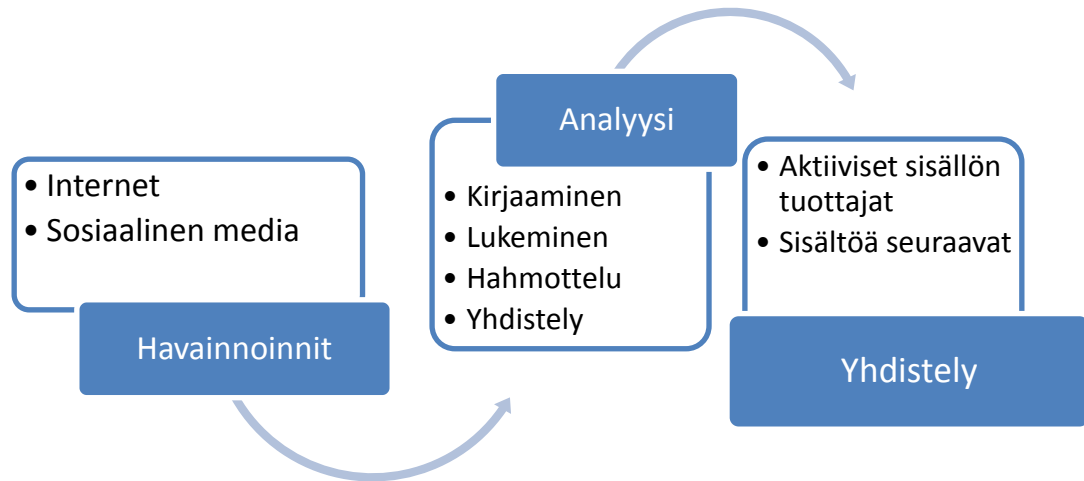 • Internet
• Sosiaalinen media
Havainnoinnit
Analyysi
• Kirjaaminen
• Lukeminen
• Hahmottelu
• Yhdistely
• Aktiiviset sisällön
tuottajat
• Sisältöä seuraavat
Yhdistely